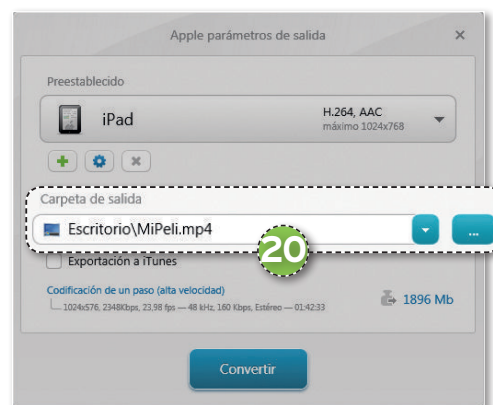 Apple parámetros de salida
Preestablecido
iPad
H.264, AAC
máximo 1024x768
Carpeta de salida
Escritorio\MiPeli.mp4
...
20
Exportación a iTunes
Codificación de un paso (alta velocidad)
1024x576, 2348Kbps, 23,98 fps — 48 kHz, 160 Kbps, Estéreo — 01:42:33
1896 Mb
Convertir